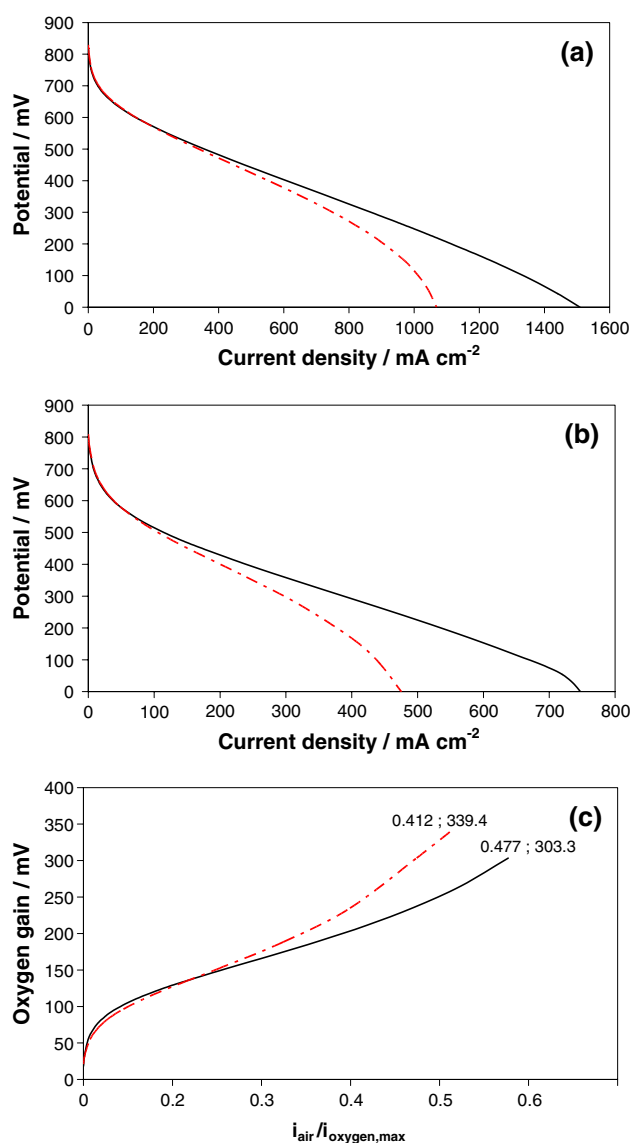 900
800
700
600
500
400
300
200
100
0
Potential / mV
(a)
0 200 400 600 800 1000 1200 1400 1600
Current density / mA cm-2
900
800
700
600
500
400
300
200
100
0
Potential / mV
(b)
0 100 200 300 400 500 600 700 800
Current density / mA cm-2
400
350
300
250
200
150
100
50
0
Oxygen gain / mV
(c)
0.412 ; 339.4
0.477 ; 303.3
0 0.2 0.3 0.4 0.5 0.6
iair/ioxygen,max